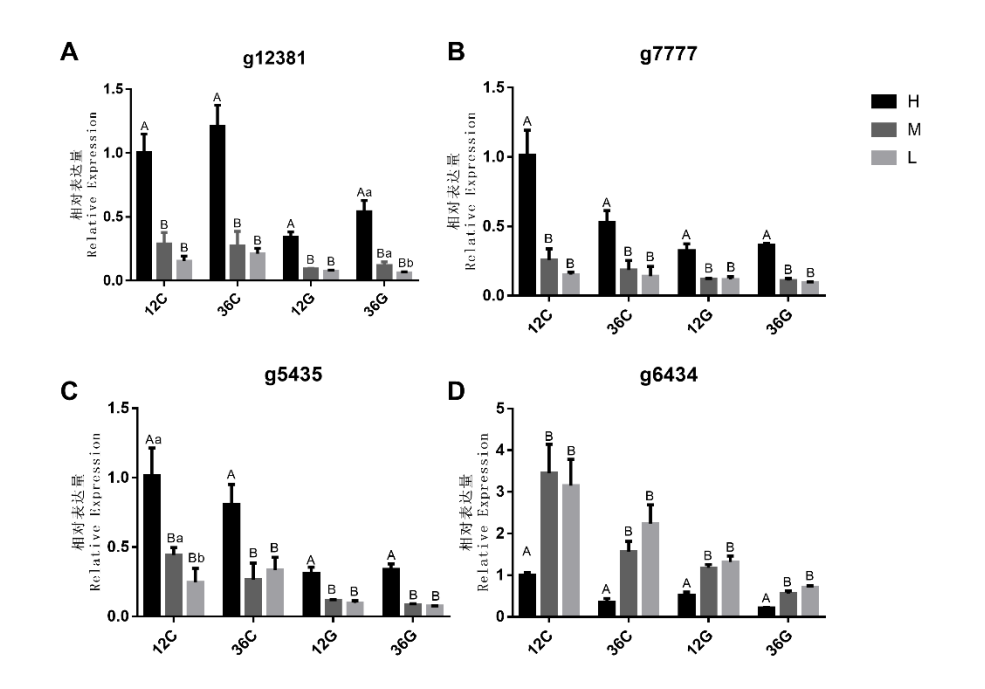 A
g12381
相对表达量
Relative Expression
1.5
1.0
0.5
0.0
A
B
B
A
B
B
A
B
B
Aa
Ba
Bb
12C
36C
12G
36G
B
g7777
相对表达量
Relative Expression
1.5
1.0
0.5
0.0
A
B
B
A
B
B
A
B
B
A
B
B
12C
36C
12G
36G
H
M
L
C
g5435
相对表达量
Relative Expression
1.5
1.0
0.5
0.0
Aa
Ba
Bb
A
B
B
A
B
B
A
B
B
12C
36C
12G
36G
D
g6434
相对表达量
Relative Expression
5
4
3
2
1
0
A
B
B
A
B
B
A
B
B
A
B
B
12C
36C
12G
36G